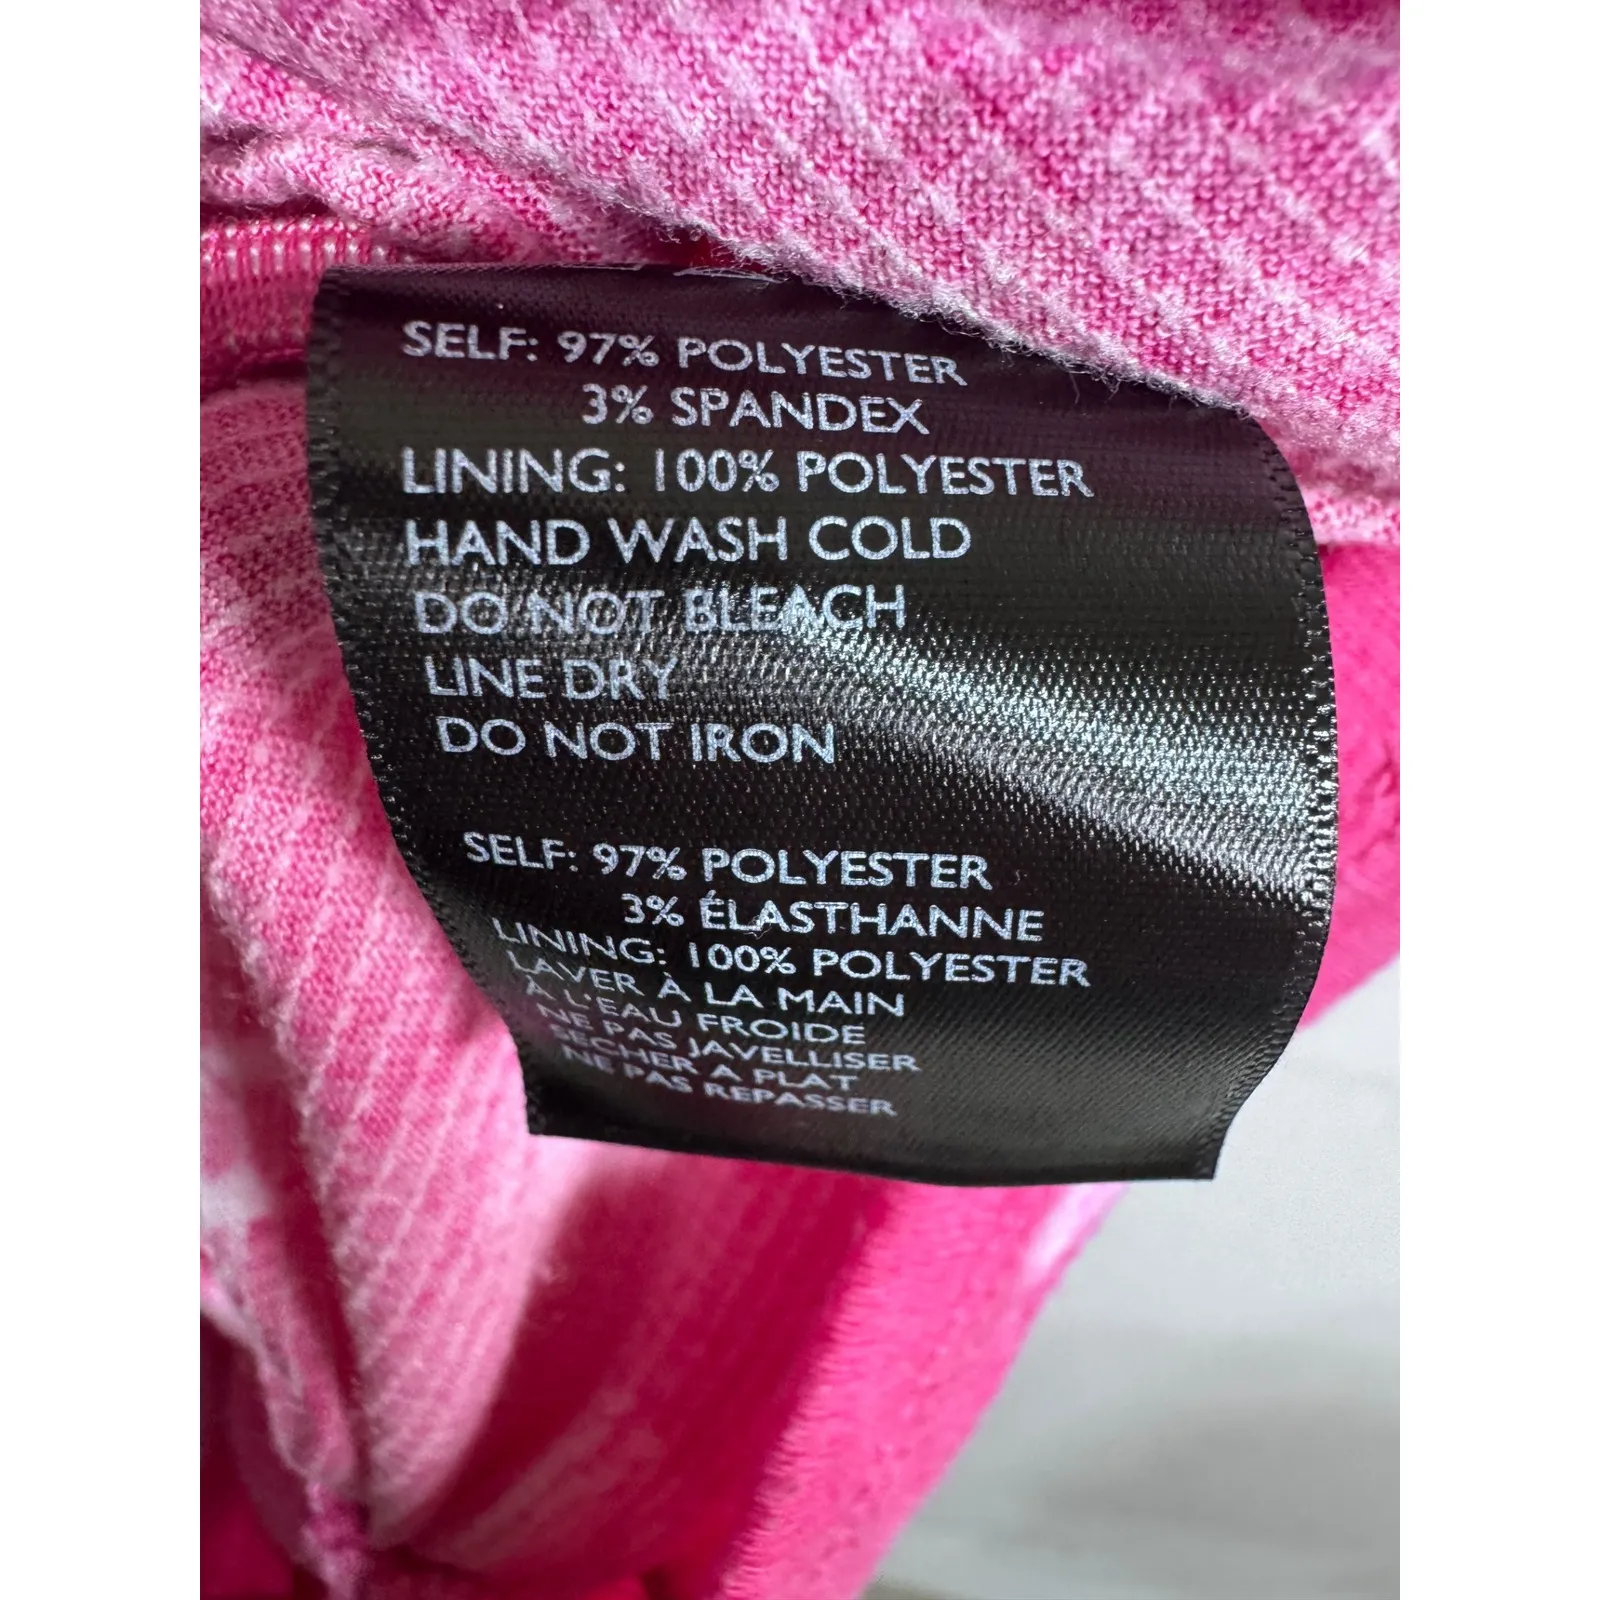 SELF: 97% POLYESTER
3% SPANDEX
LINING: 100% POLYESTER
HAND WASH COLD
DO NOT BLEACH
LINE DRY
DO NOT IRON
SELF: 97% POLYESTER
3% ÉLASTHANNE
LINING: 100% POLYESTER
LAVER À LA MAIN
À L'EAU FROIDE
NE PAS JAVELLISER
SECHER A PLAT
NE PAS REPASSER